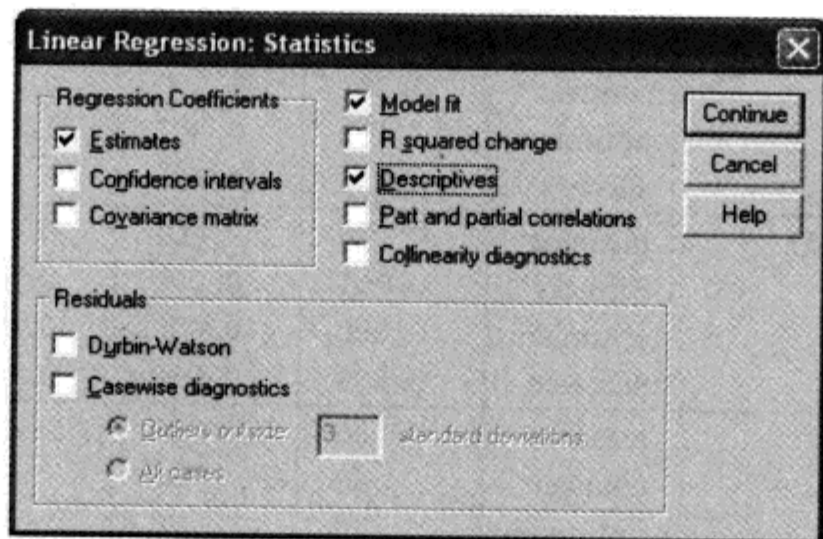 Linear Regression: Statistics
Regression Coefficients
Estimates
Confidence intervals
Covariance matrix
Model fit
R squared change
Descriptives
Part and partial correlations
Collinearity diagnostics
Continue
Cancel
Help
Residuals
Durbin-Watson
Casewise diagnostics
Outliers outside: 3 standard deviations
All cases